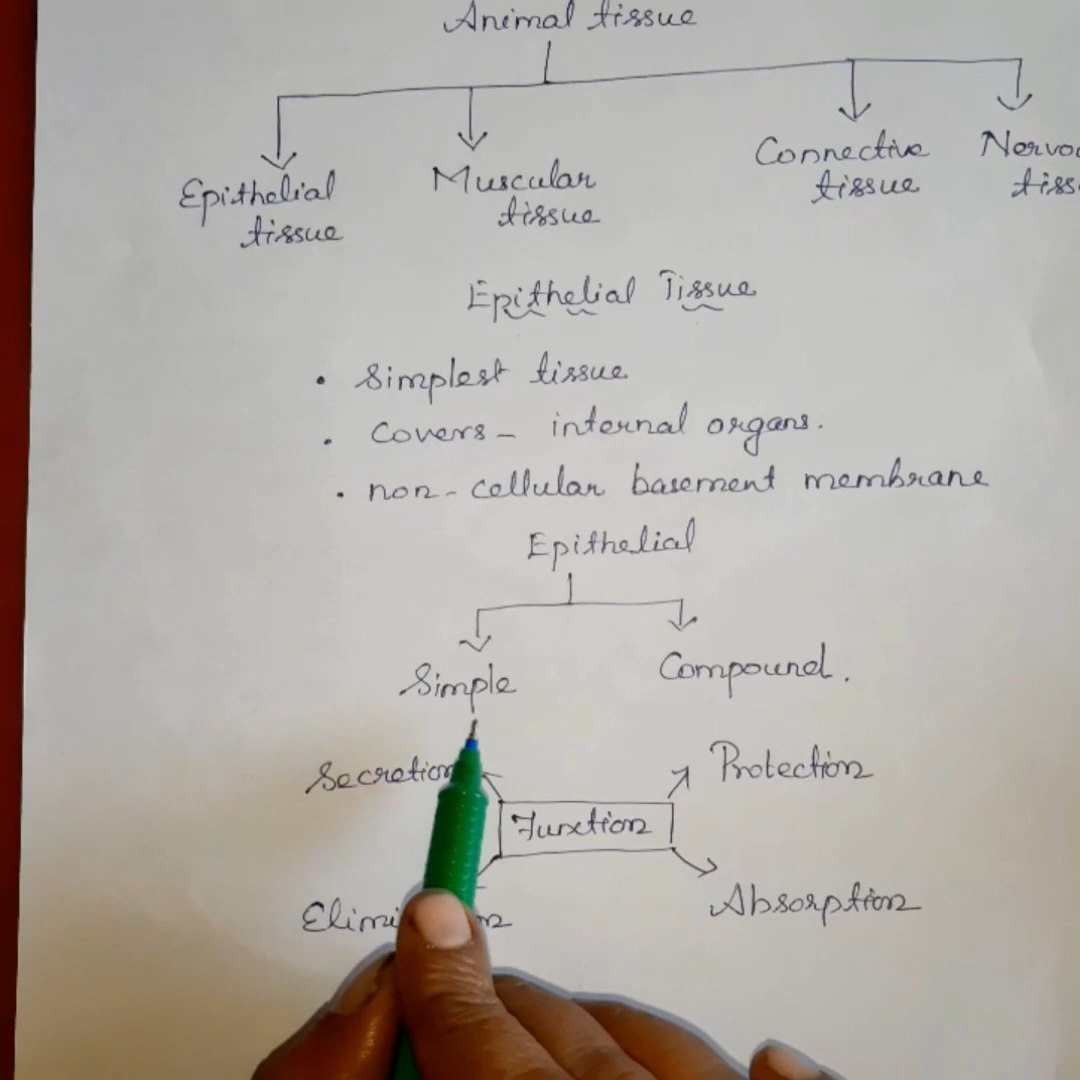 Animal tissue
Epithelial tissue
Muscular tissue
Connective tissue
Epithelial Tissue
• Simplest tissue
• Covers - internal organs.
• non-cellular basement membrane
Epithelial
Simple
Compound.
Secretion
Protection
Function
Absorption